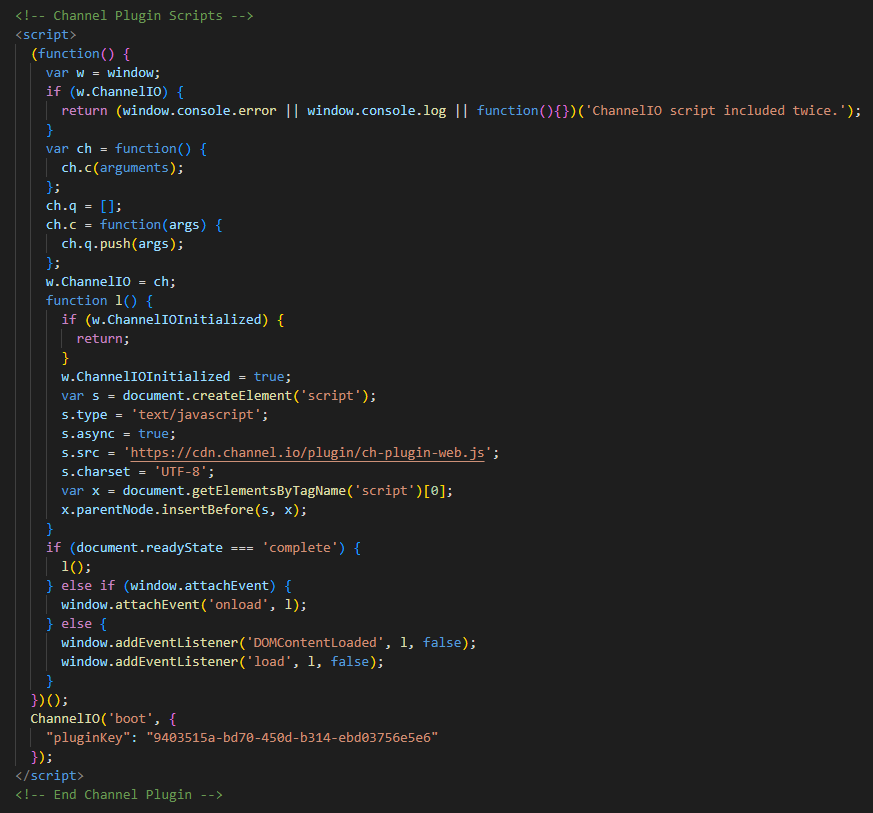 <!-- Channel Plugin Scripts -->
<script>
  (function() {
    var w = window;
    if (w.ChannelIO) {
      return (window.console.error || window.console.log || function(){})('ChannelIO script included twice.');
    }
    var ch = function() {
      ch.c(arguments);
    };
    ch.q = [];
    ch.c = function(args) {
      ch.q.push(args);
    };
    w.ChannelIO = ch;
    function l() {
      if (w.ChannelIOInitialized) {
        return;
      }
      w.ChannelIOInitialized = true;
      var s = document.createElement('script');
      s.type = 'text/javascript';
      s.async = true;
      s.src = 'https://cdn.channel.io/plugin/ch-plugin-web.js';
      s.charset = 'UTF-8';
      var x = document.getElementsByTagName('script')[0];
      x.parentNode.insertBefore(s, x);
    }
    if (document.readyState === 'complete') {
      l();
    } else if (window.attachEvent) {
      window.attachEvent('onload', l);
    } else {
      window.addEventListener('DOMContentLoaded', l, false);
      window.addEventListener('load', l, false);
    }
  })();
  ChannelIO('boot', {
    "pluginKey": "9403515a-bd70-450d-b314-ebd03756e5e6"
  });
</script>
<!-- End Channel Plugin -->